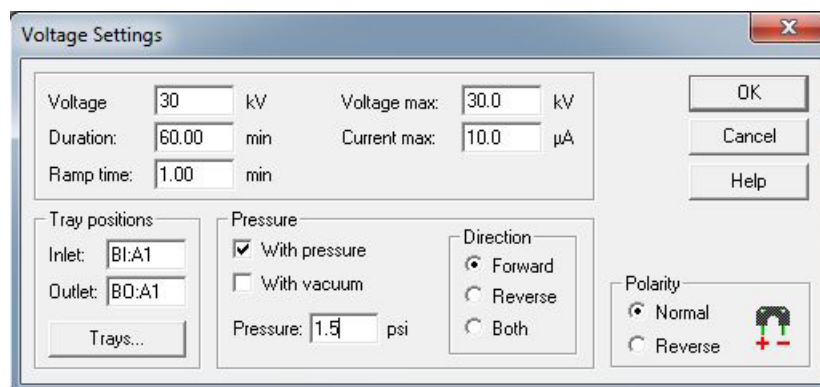 Voltage Settings
x
Voltage 30 kV Voltage max: 30.0 kV
Duration: 60.00 min Current max: 10.0 µA
Ramp time: 1.00 min
OK
Cancel
Help
Tray positions
Inlet: BI:A1
Outlet: BO:A1
Trays...
Pressure
With pressure
With vacuum
Pressure: 1.5 psi
Direction
Forward
Reverse
Both
Polarity
Normal
Reverse
+ −